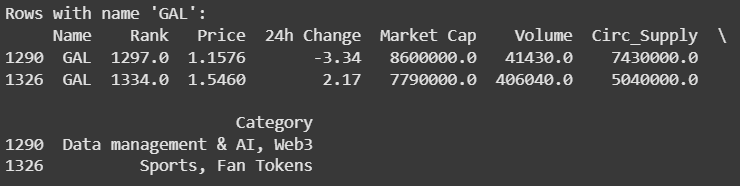 Rows with name 'GAL':
Name Rank Price 24h Change Market Cap Volume Circ_Supply \
1290 GAL 1297.0 1.1576 -3.34 8600000.0 41430.0 7430000.0
1326 GAL 1334.0 1.5460 2.17 7790000.0 406040.0 5040000.0
Category
1290 Data management & AI, Web3
1326 Sports, Fan Tokens